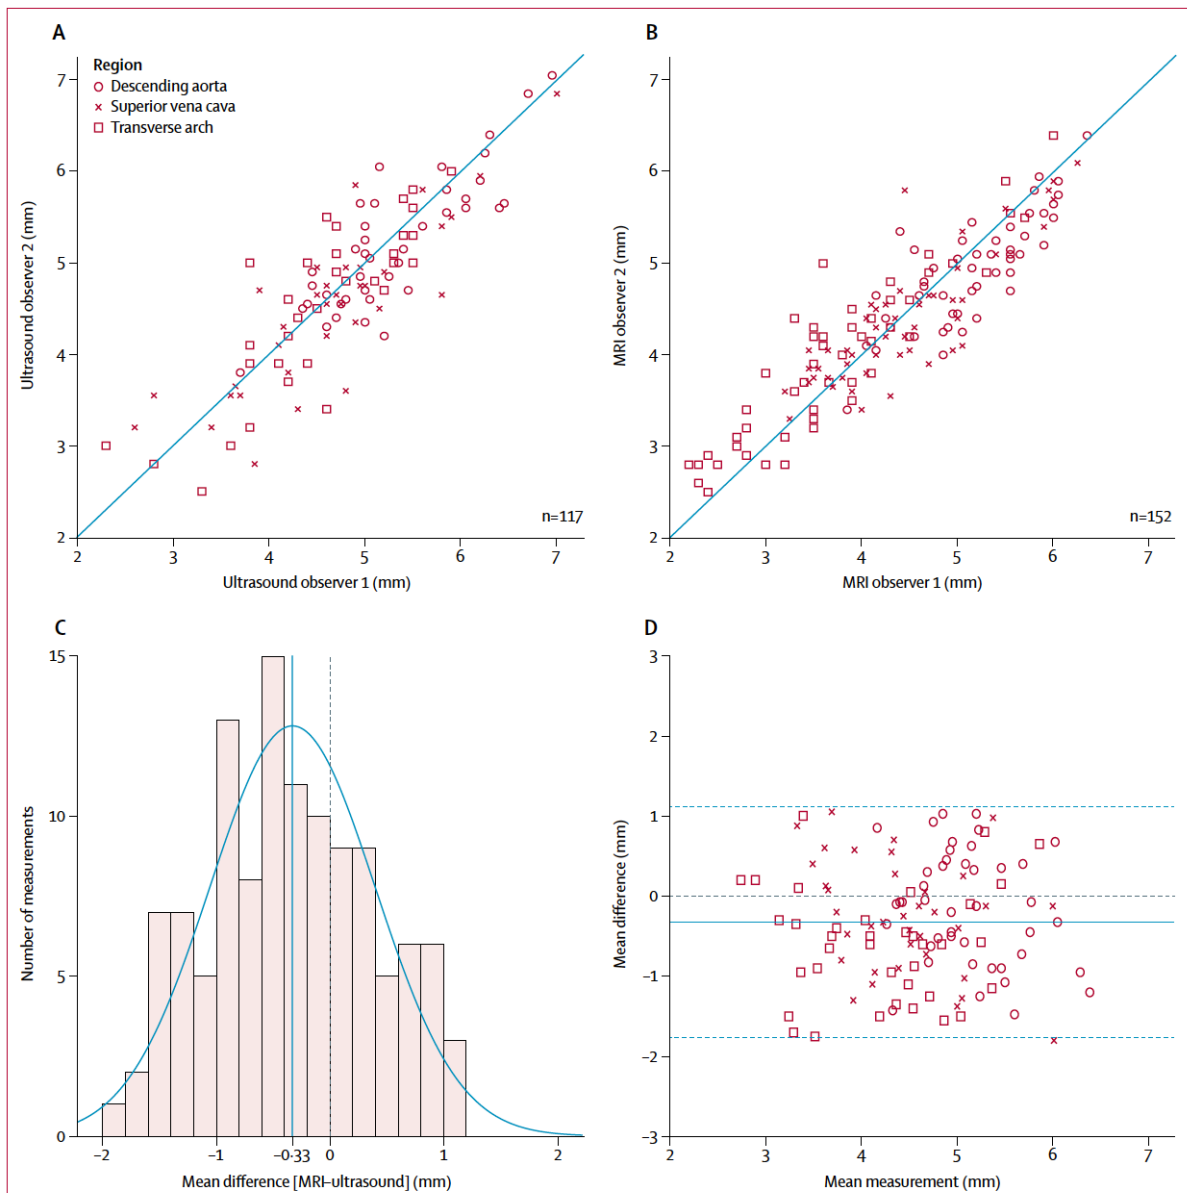 A
Region
Descending aorta
Superior vena cava
Transverse arch
7
6
5
4
3
2
Ultrasound observer 2 (mm)
n=117
2 3 4 5 6 7
Ultrasound observer 1 (mm)
B
7
6
5
4
3
2
MRI observer 2 (mm)
n=152
2 3 4 5 6 7
MRI observer 1 (mm)
C
15
10
5
0
Number of measurements
−2 −1 −0·33 0 1 2
Mean difference [MRI–ultrasound] (mm)
D
3
2
1
0
−1
−2
−3
Mean difference (mm)
2 3 4 5 6 7
Mean measurement (mm)